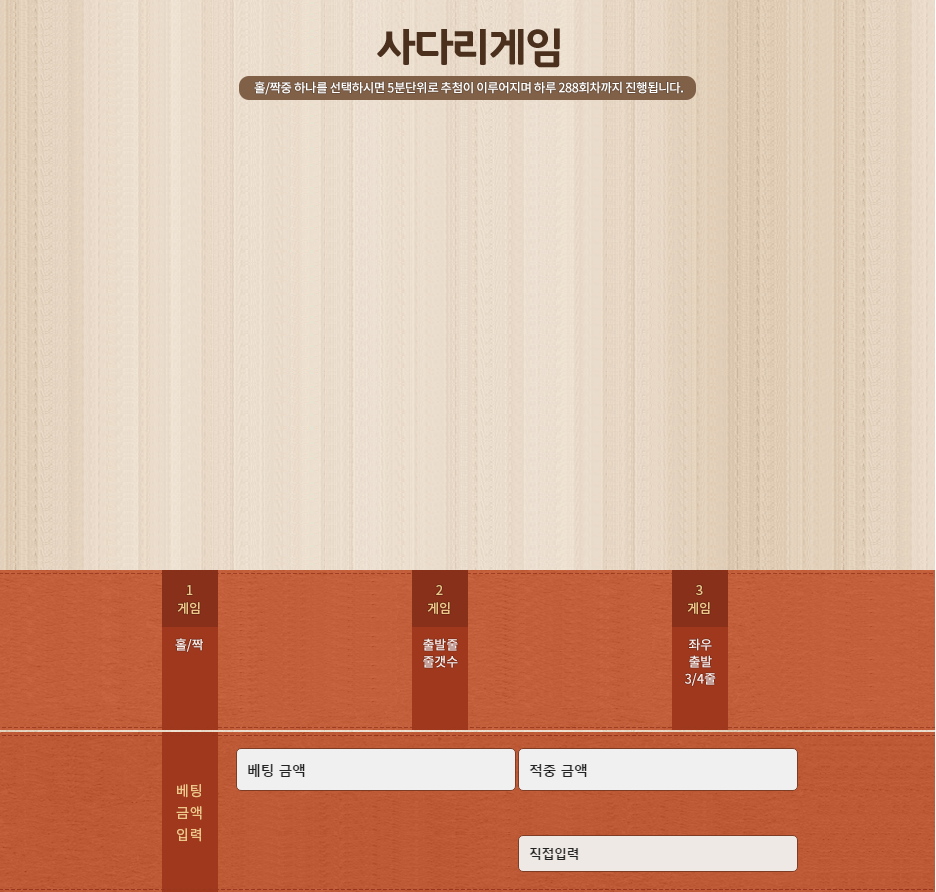 사다리게임
홀/짝중 하나를 선택하시면 5분단위로 추첨이 이루어지며 하루 288회차까지 진행됩니다.
1
게임
홀/짝
2
게임
출발줄
줄갯수
3
게임
좌우
출발
3/4줄
베팅
금액
입력
베팅 금액
적중 금액
직접입력